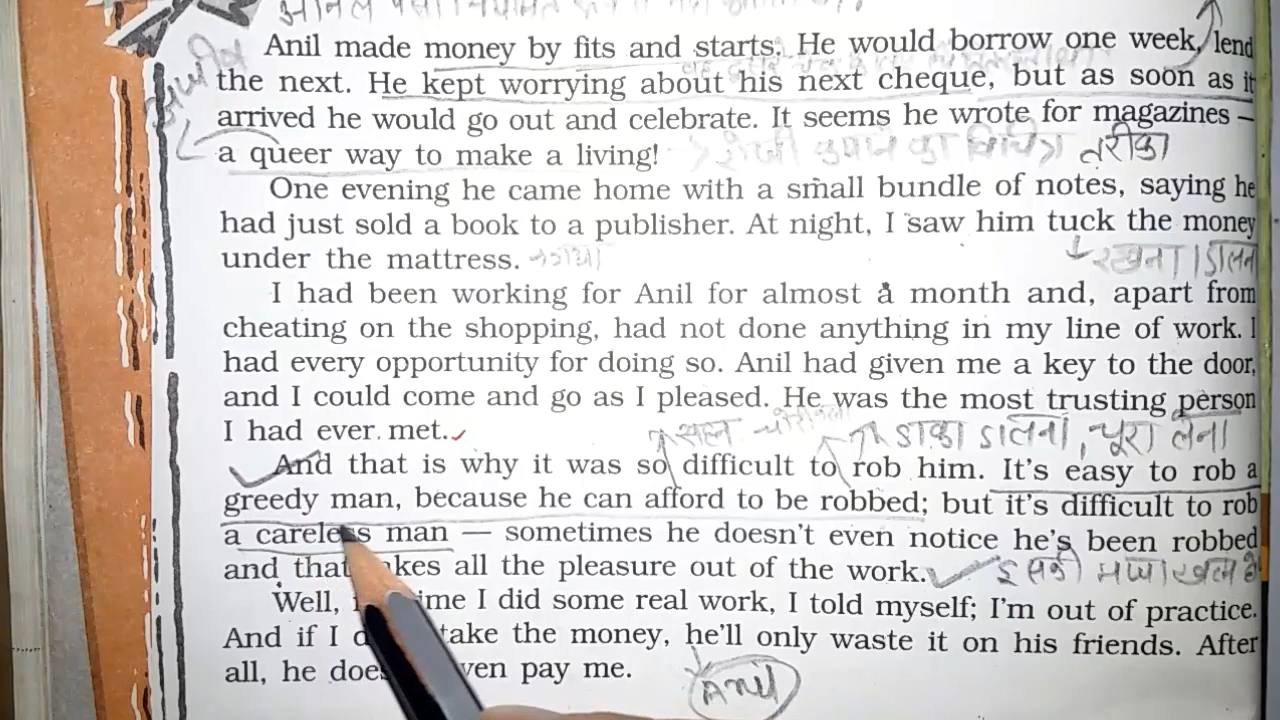 Anil made money by fits and starts. He would borrow one week, lend
the next. He kept worrying about his next cheque, but as soon as it
arrived he would go out and celebrate. It seems he wrote for magazines —
a queer way to make a living!
रोजी कमाने का विचित्र तरीका
One evening he came home with a small bundle of notes, saying he
had just sold a book to a publisher. At night, I saw him tuck the money
under the mattress.
रखना / डालना
I had been working for Anil for almost a month and, apart from
cheating on the shopping, had not done anything in my line of work. I
had every opportunity for doing so. Anil had given me a key to the door,
and I could come and go as I pleased. He was the most trusting person
I had ever met.
डाका डालना, चूरा लेना
And that is why it was so difficult to rob him. It's easy to rob a
greedy man, because he can afford to be robbed; but it's difficult to rob
a careless man — sometimes he doesn't even notice he's been robbed
and that akes all the pleasure out of the work.
Well, ime I did some real work, I told myself; I'm out of practice.
And if I d take the money, he'll only waste it on his friends. After
all, he does ven pay me.
Anil